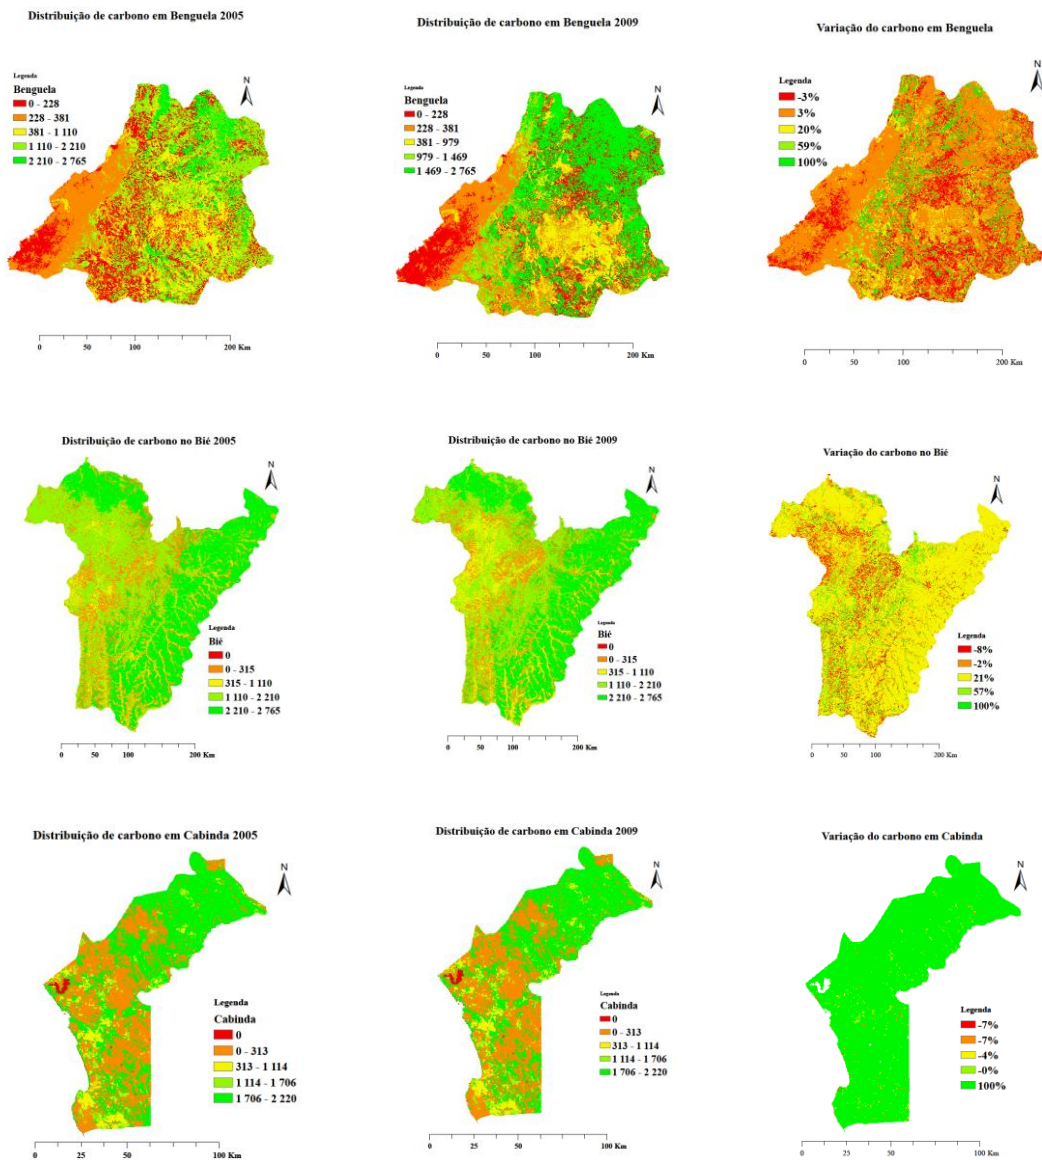 Distribuição de carbono em Benguela 2005
Legenda
Benguela
0 - 228
228 - 381
381 - 1 110
1 110 - 2 210
2 210 - 2 765
N
0 50 100 200 Km
Distribuição de carbono em Benguela 2009
Legenda
Benguela
0 - 228
228 - 381
381 - 979
979 - 1 469
1 469 - 2 765
N
0 50 100 200 Km
Variação do carbono em Benguela
Legenda
-3%
3%
20%
59%
100%
N
0 50 100 200 Km
Distribuição de carbono no Bié 2005
N
Legenda
Bié
0
0 - 315
315 - 1 110
1 110 - 2 210
2 210 - 2 765
0 50 100 200 Km
Distribuição de carbono no Bié 2009
N
Legenda
Bié
0
0 - 315
315 - 1 110
1 110 - 2 210
2 210 - 2 765
0 50 100 200 Km
Variação do carbono no Bié
N
Legenda
-8%
-2%
21%
57%
100%
0 50 100 200 Km
Distribuição de carbono em Cabinda 2005
N
Legenda
Cabinda
0
0 - 313
313 - 1 114
1 114 - 1 706
1 706 - 2 220
0 25 50 100 Km
Distribuição de carbono em Cabinda 2009
N
Legenda
Cabinda
0
0 - 313
313 - 1 114
1 114 - 1 706
1 706 - 2 220
0 25 50 100 Km
Variação do carbono em Cabinda
N
Legenda
-7%
-7%
-4%
-0%
100%
0 25 50 100 Km